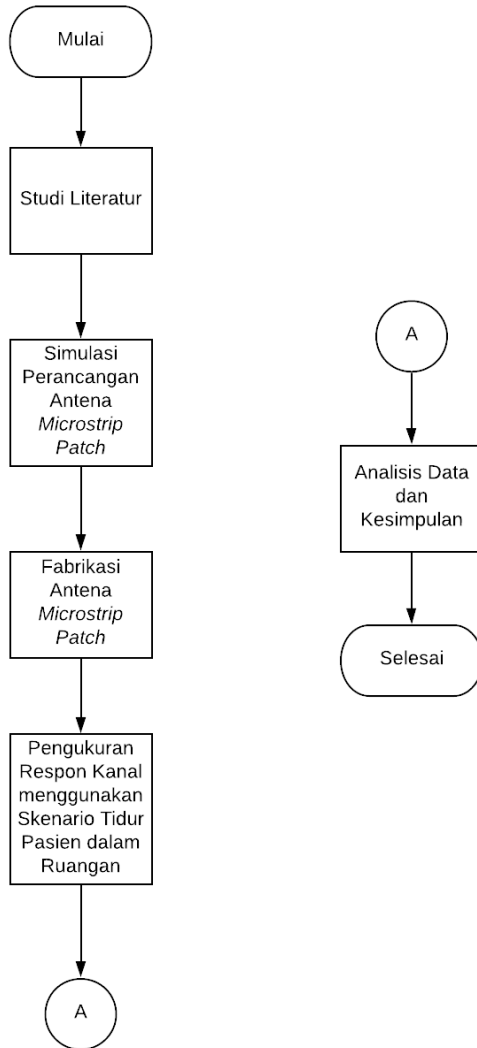 Mulai
Studi Literatur
Simulasi
Perancangan
Antena
Microstrip
Patch
Fabrikasi
Antena
Microstrip
Patch
Pengukuran
Respon Kanal
menggunakan
Skenario Tidur
Pasien dalam
Ruangan
A
A
Analisis Data
dan
Kesimpulan
Selesai